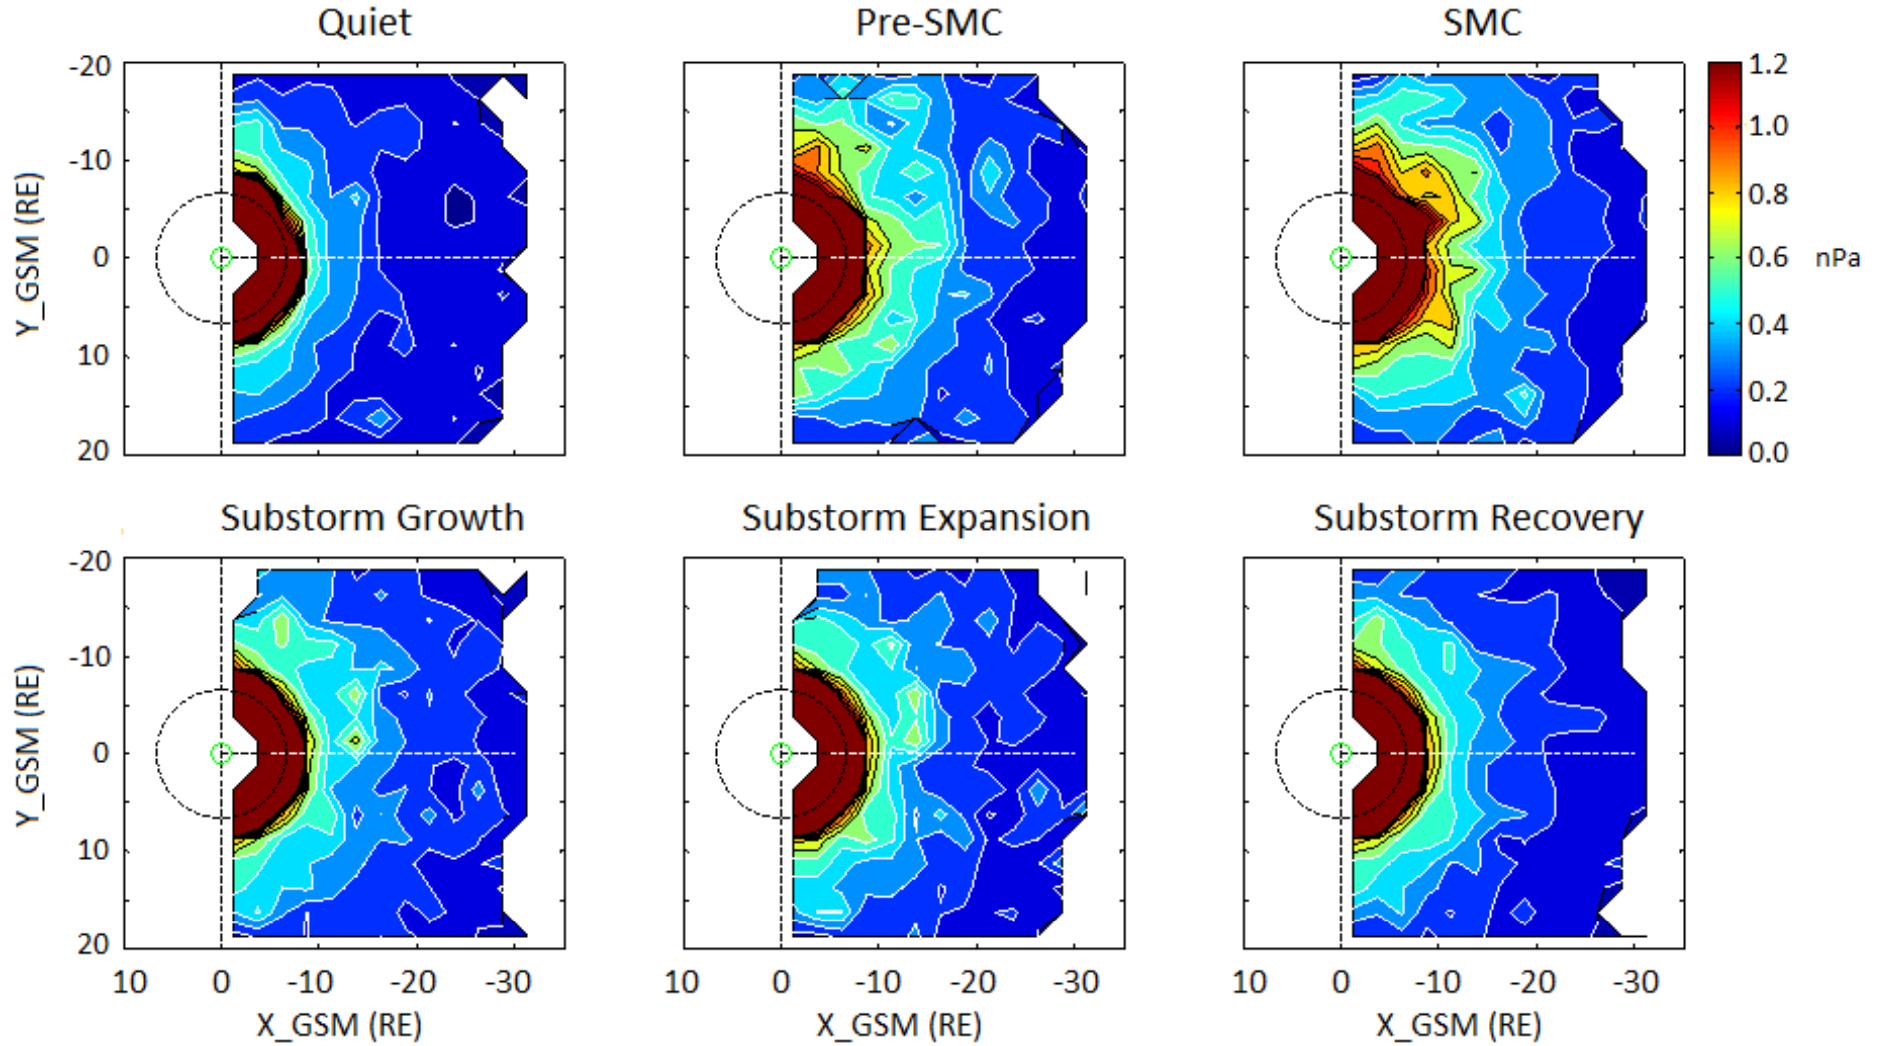 Quiet Pre-SMC SMC
-20 1.2
-10 1.0
Y_GSM (RE) 0.8
0 0.6 nPa
10 0.4
0.2
20 0.0
Substorm Growth Substorm Expansion Substorm Recovery
-20
-10
Y_GSM (RE) 0
10
20
10 0 -10 -20 -30 10 0 -10 -20 -30 10 0 -10 -20 -30
X_GSM (RE) X_GSM (RE) X_GSM (RE)